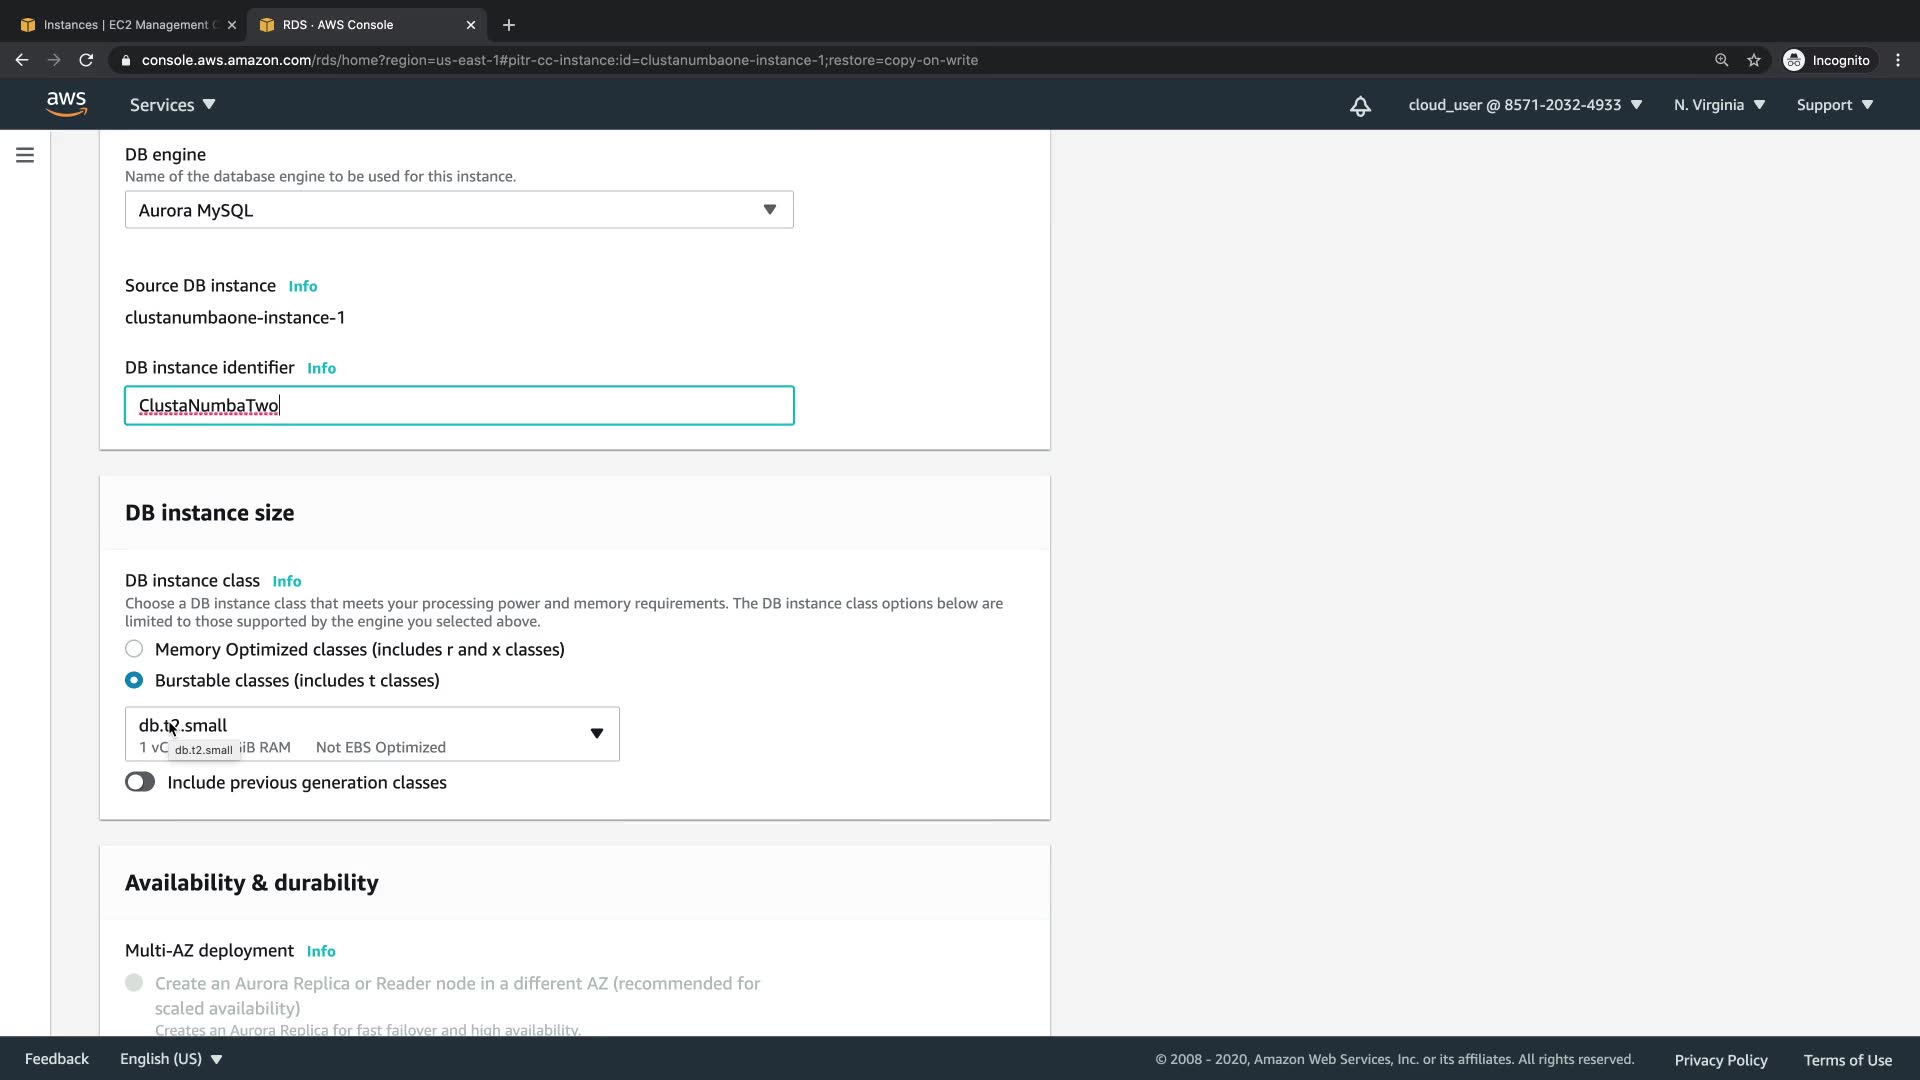 Instances | EC2 Management C
RDS · AWS Console
console.aws.amazon.com/rds/home?region=us-east-1#pitr-cc-instance:id=clustanumbaone-instance-1;restore=copy-on-write
Incognito
aws
Services
cloud_user @ 8571-2032-4933
N. Virginia
Support
DB engine
Name of the database engine to be used for this instance.
Aurora MySQL
Source DB instance Info
clustanumbaone-instance-1
DB instance identifier Info
ClustaNumbaTwo
DB instance size
DB instance class Info
Choose a DB instance class that meets your processing power and memory requirements. The DB instance class options below are
limited to those supported by the engine you selected above.
Memory Optimized classes (includes r and x classes)
Burstable classes (includes t classes)
db.t2.small
1 vC iB RAM Not EBS Optimized
db.t2.small
Include previous generation classes
Availability & durability
Multi-AZ deployment Info
Create an Aurora Replica or Reader node in a different AZ (recommended for
scaled availability)
Creates an Aurora Replica for fast failover and high availability.
Feedback
English (US)
© 2008 - 2020, Amazon Web Services, Inc. or its affiliates. All rights reserved.
Privacy Policy
Terms of Use